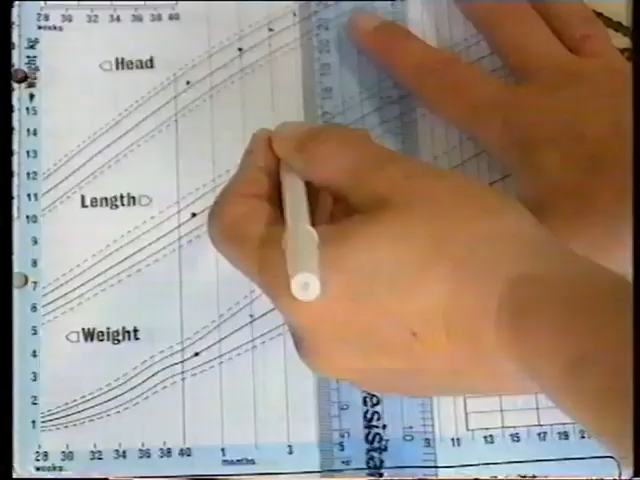 28 30 32 34 36 38 40
weeks
Weight kg
Head
15
14
13
12
Length
11
10
9
8
7
6
Weight
5
4
3
2
1
28 30 32 34 36 38 40 1 3 11 13 15 17 19
weeks months
esistan